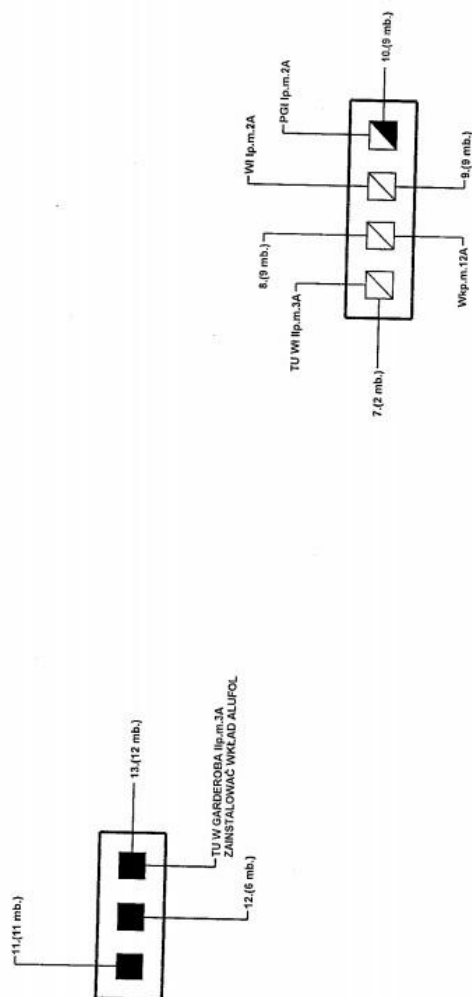 11.(11 mb.)
13.(12 mb.)
TU W GARDEROBA IIp.m.3A
ZAINSTALOWAĆ WKŁAD ALUFOL
12.(6 mb.)
TU WI IIp.m.3A
8.(9 mb.)
WI Ip.m.2A
PGI Ip.m.2A
10.(9 mb.)
7.(2 mb.)
Wkp.m.12A
9.(9 mb.)